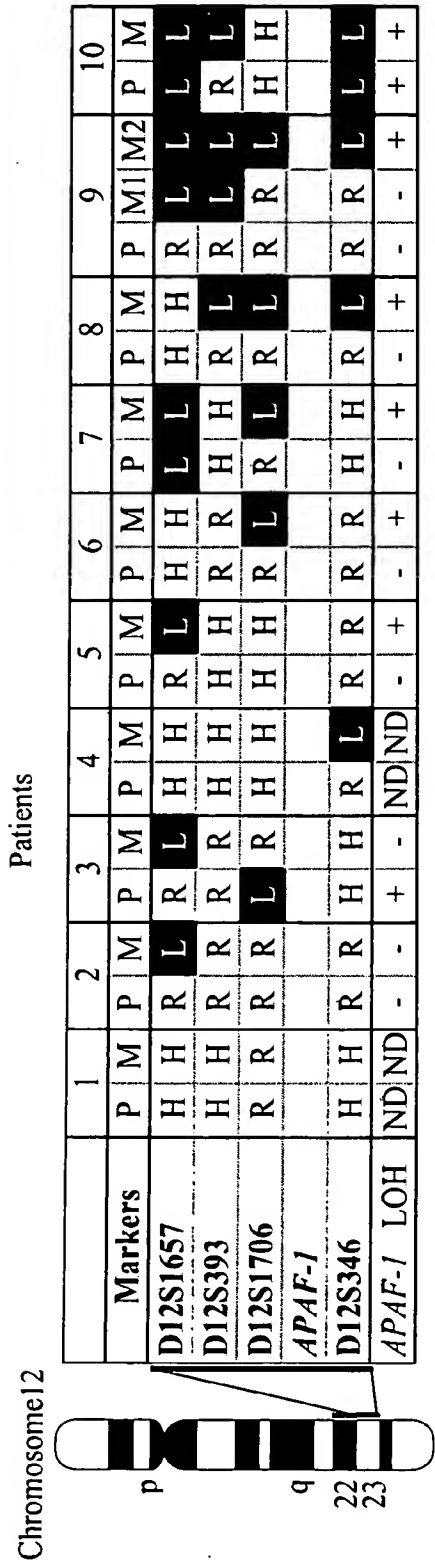 Patients
Chromosome12
1 2 3 4 5 6 7 8 9 10
Markers P M P M P M P M P M P M P M P M P M1 M2 P M
D12S1657 H H R L R L H H R L H H L L H H R L L L L
D12S393 H H R R R R H H H H R R H H R L R L L R L
D12S1706 R R R R L R H H H H R L R L R L R R L H H
APAF-1
D12S346 H H R R H H R L R R R R H H R L R R L L L
APAF-1 LOH ND ND - - + - ND ND - + - + - + - + - - + + +
p
q
22
23